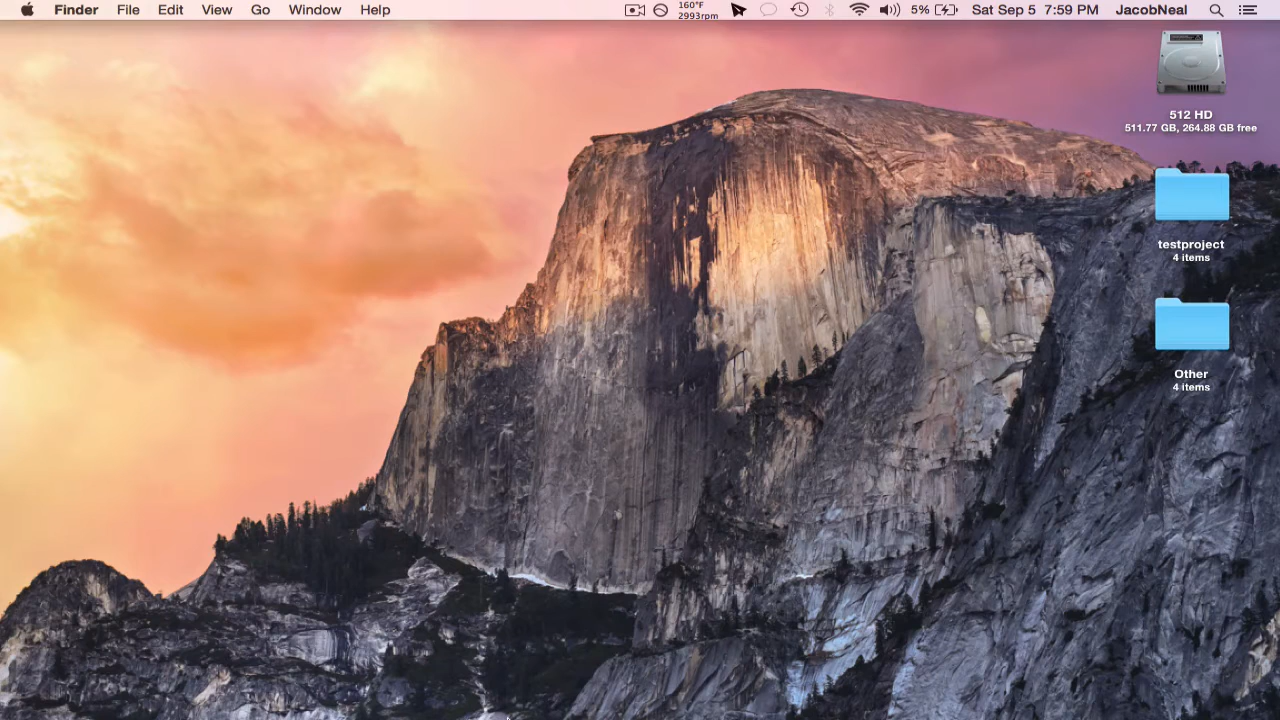 Finder File Edit View Go Window Help 160°F 2993rpm 5% Sat Sep 5 7:59 PM JacobNeal
512 HD
511.77 GB, 264.88 GB free
testproject
4 items
Other
4 items